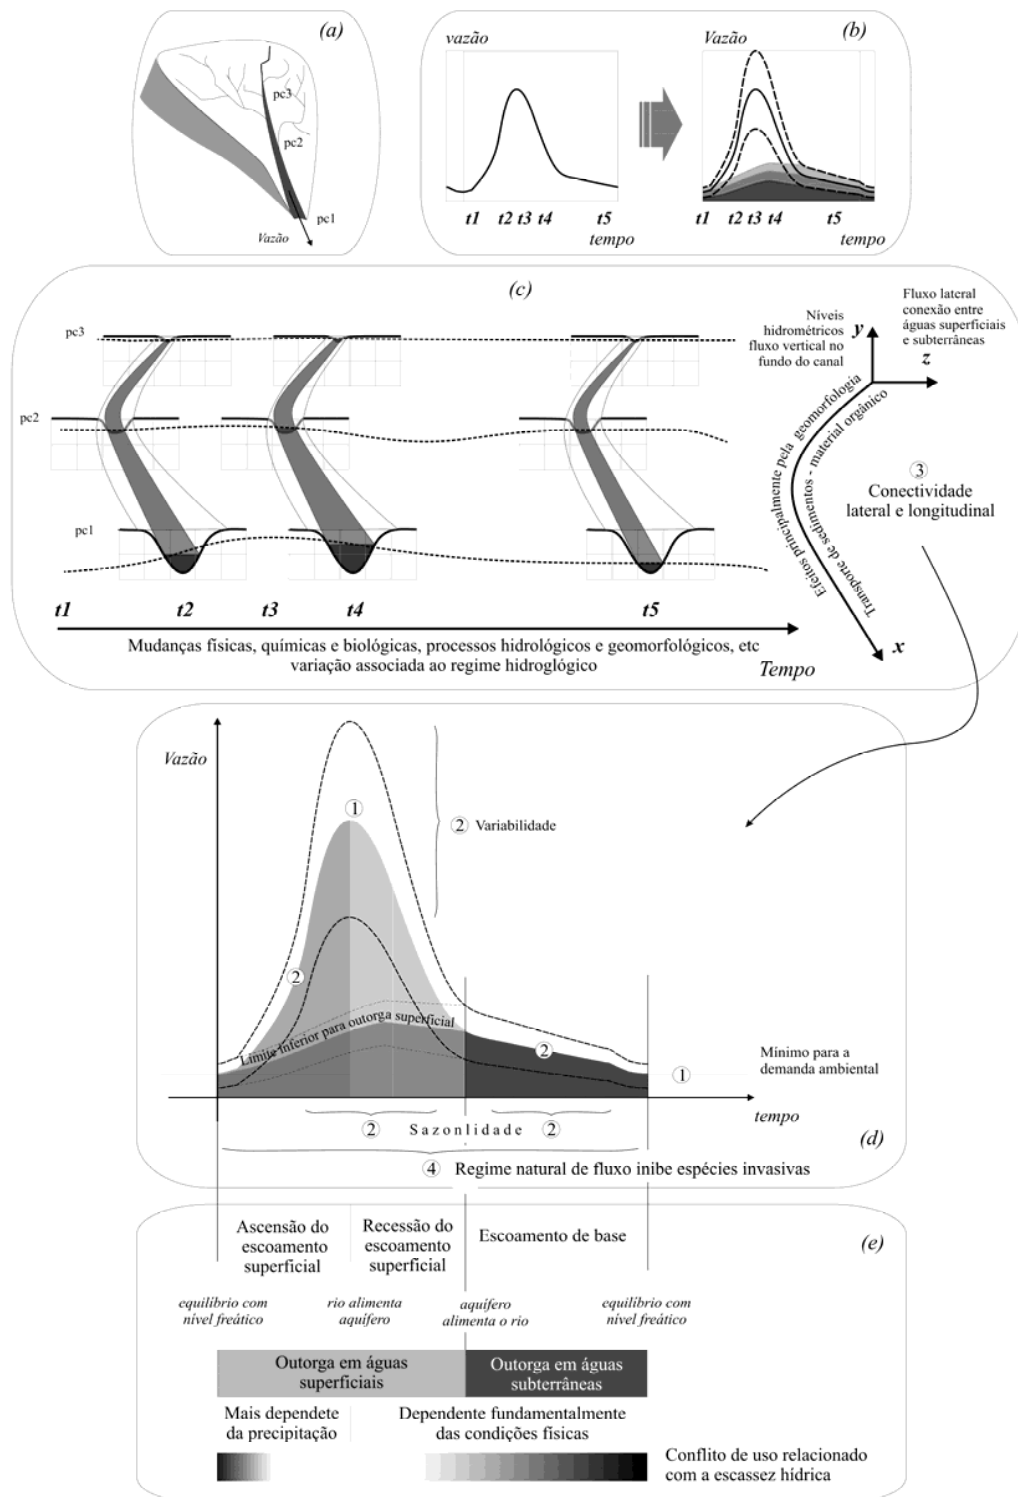 (a)
pc3
pc2
pc1
Vazão
(b)
vazão
t1
t2
t3
t4
t5
tempo
Vazão
t1
t2
t3
t4
t5
tempo
(c)
pc3
pc2
pc1
Níveis
hidrométricos
fluxo vertical no
fundo do canal
y
Fluxo lateral
conexão entre
águas superficiais
e subterrâneas
z
Efeitos principalmente pela geomorfologia
Transporte de sedimentos - material orgânico
x
3
Conectividade
lateral e longitudinal
t1
t2
t3
t4
t5
Mudanças físicas, químicas e biológicas, processos hidrológicos e geomorfológicos, etc
variação associada ao regime hidroglógico
Tempo
Vazão
1
2 Variabilidade
2
Limite inferior para outorga superficial
2
1
Mínimo para a
demanda ambiental
tempo
2 Sazonlidade 2
(d)
4 Regime natural de fluxo inibe espécies invasivas
(e)
Ascensão do
escoamento
superficial
Recessão do
escoamento
superficial
Escoamento de base
equilíbrio com
nível freático
rio alimenta
aquífero
aquífero
alimenta o rio
equilíbrio com
nível freático
Outorga em águas
superficiais
Outorga em águas
subterrâneas
Mais dependete
da precipitação
Dependente fundamentalmente
das condições físicas
Conflito de uso relacionado
com a escassez hídrica